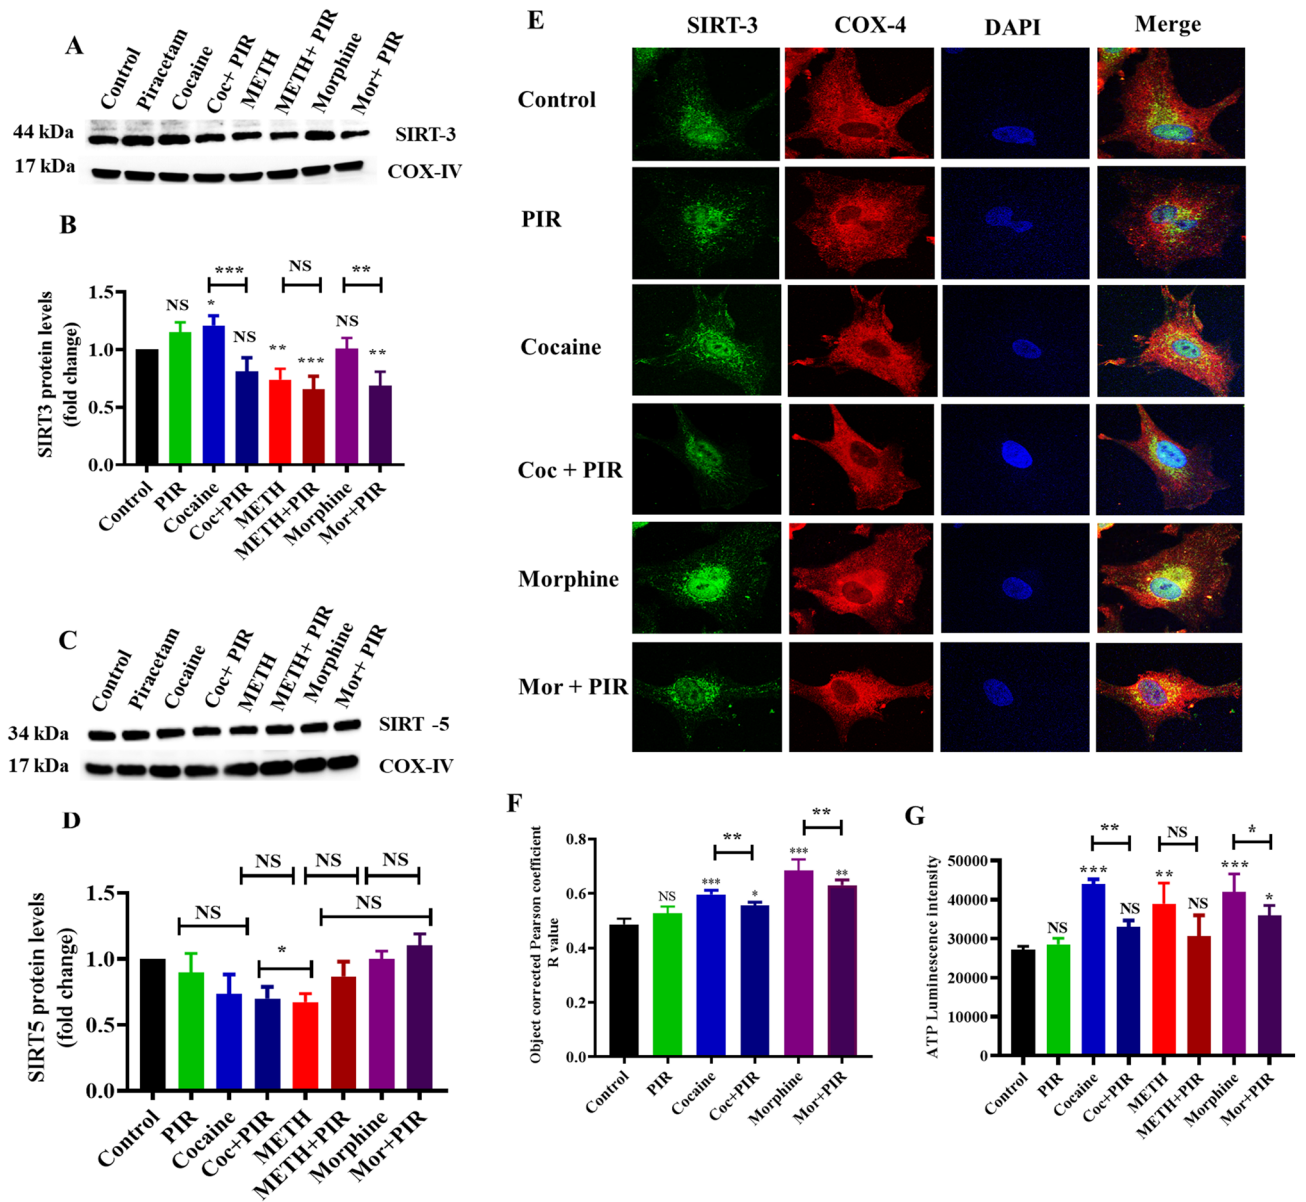 A
Control
Piracetam
Cocaine
Coc+ PIR
METH
METH+ PIR
Morphine
Mor+ PIR
44 kDa
SIRT-3
17 kDa
COX-IV
B
SIRT3 protein levels
(fold change)
1.5
1.0
0.5
0.0
NS
*
***
NS
**
NS
***
NS
**
**
Control
PIR
Cocaine
Coc+PIR
METH
METH+PIR
Morphine
Mor+PIR
C
Control
Piracetam
Cocaine
Coc+ PIR
METH
METH+ PIR
Morphine
Mor+ PIR
34 kDa
SIRT -5
17 kDa
COX-IV
D
SIRT5 protein levels
(fold change)
1.5
1.0
0.5
0.0
NS
NS
NS
NS
*
NS
Control
PIR
Cocaine
Coc+PIR
METH
METH+PIR
Morphine
Mor+PIR
E
SIRT-3 COX-4 DAPI Merge
Control
PIR
Cocaine
Coc + PIR
Morphine
Mor + PIR
F
Object corrected Pearson coefficient
R value
0.8
0.6
0.4
0.2
0.0
NS
***
**
*
***
**
**
Control
PIR
Cocaine
Coc+PIR
Morphine
Mor+PIR
G
ATP Luminescence intensity
50000
40000
30000
20000
10000
0
NS
***
**
NS
**
NS
NS
***
*
*
Control
PIR
Cocaine
Coc+PIR
METH
METH+PIR
Morphine
Mor+PIR